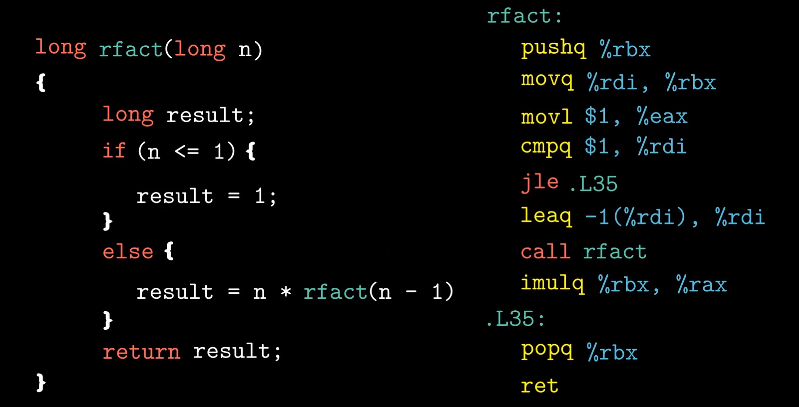 long rfact(long n)
{
long result;
if (n <= 1) {
result = 1;
}
else {
result = n * rfact(n - 1)
}
return result;
}
rfact:
pushq %rbx
movq %rdi, %rbx
movl $1, %eax
cmpq $1, %rdi
jle .L35
leaq -1(%rdi), %rdi
call rfact
imulq %rbx, %rax
.L35:
popq %rbx
ret